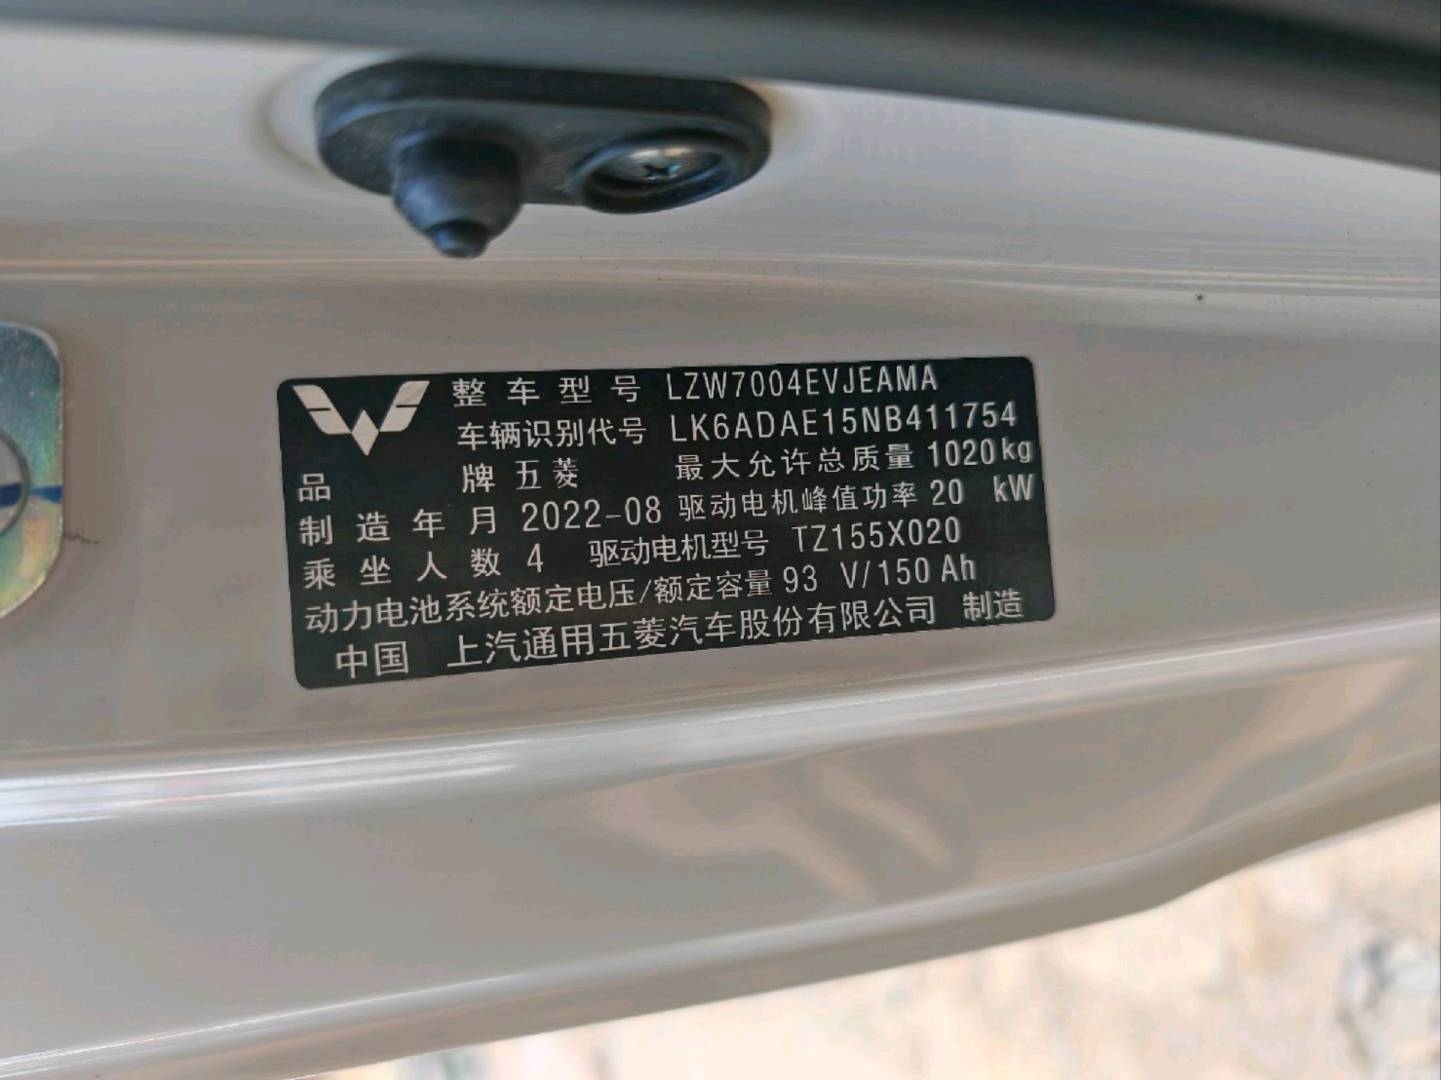 整车型号 LZW7004EVJEAMA
车辆识别代号 LK6ADAE15NB411754
品牌 五菱 最大允许总质量 1020kg
制造年月 2022-08 驱动电机峰值功率 20 kW
乘坐人数 4 驱动电机型号 TZ155X020
动力电池系统额定电压/额定容量 93 V/150 Ah
中国 上汽通用五菱汽车股份有限公司 制造